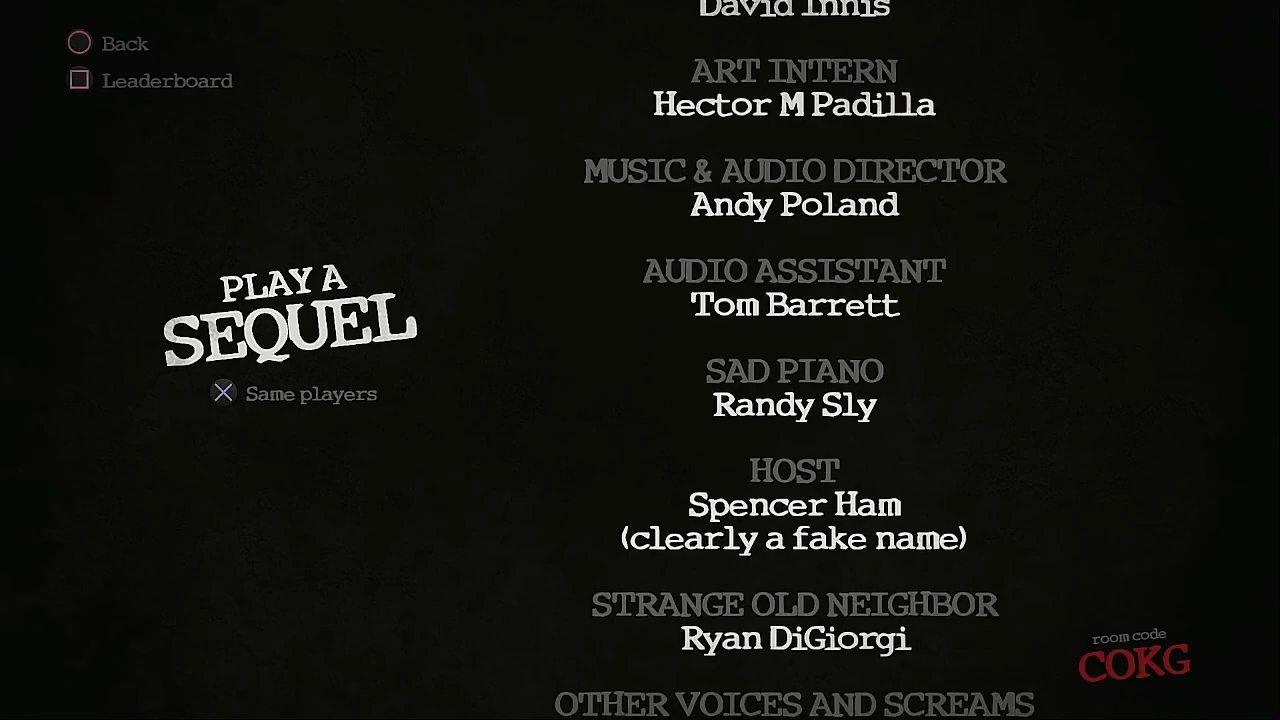 Back
Leaderboard
PLAY A
SEQUEL
Same players
David Innis
ART INTERN
Hector M Padilla
MUSIC & AUDIO DIRECTOR
Andy Poland
AUDIO ASSISTANT
Tom Barrett
SAD PIANO
Randy Sly
HOST
Spencer Ham
(clearly a fake name)
STRANGE OLD NEIGHBOR
Ryan DiGiorgi
OTHER VOICES AND SCREAMS
room code
COKG